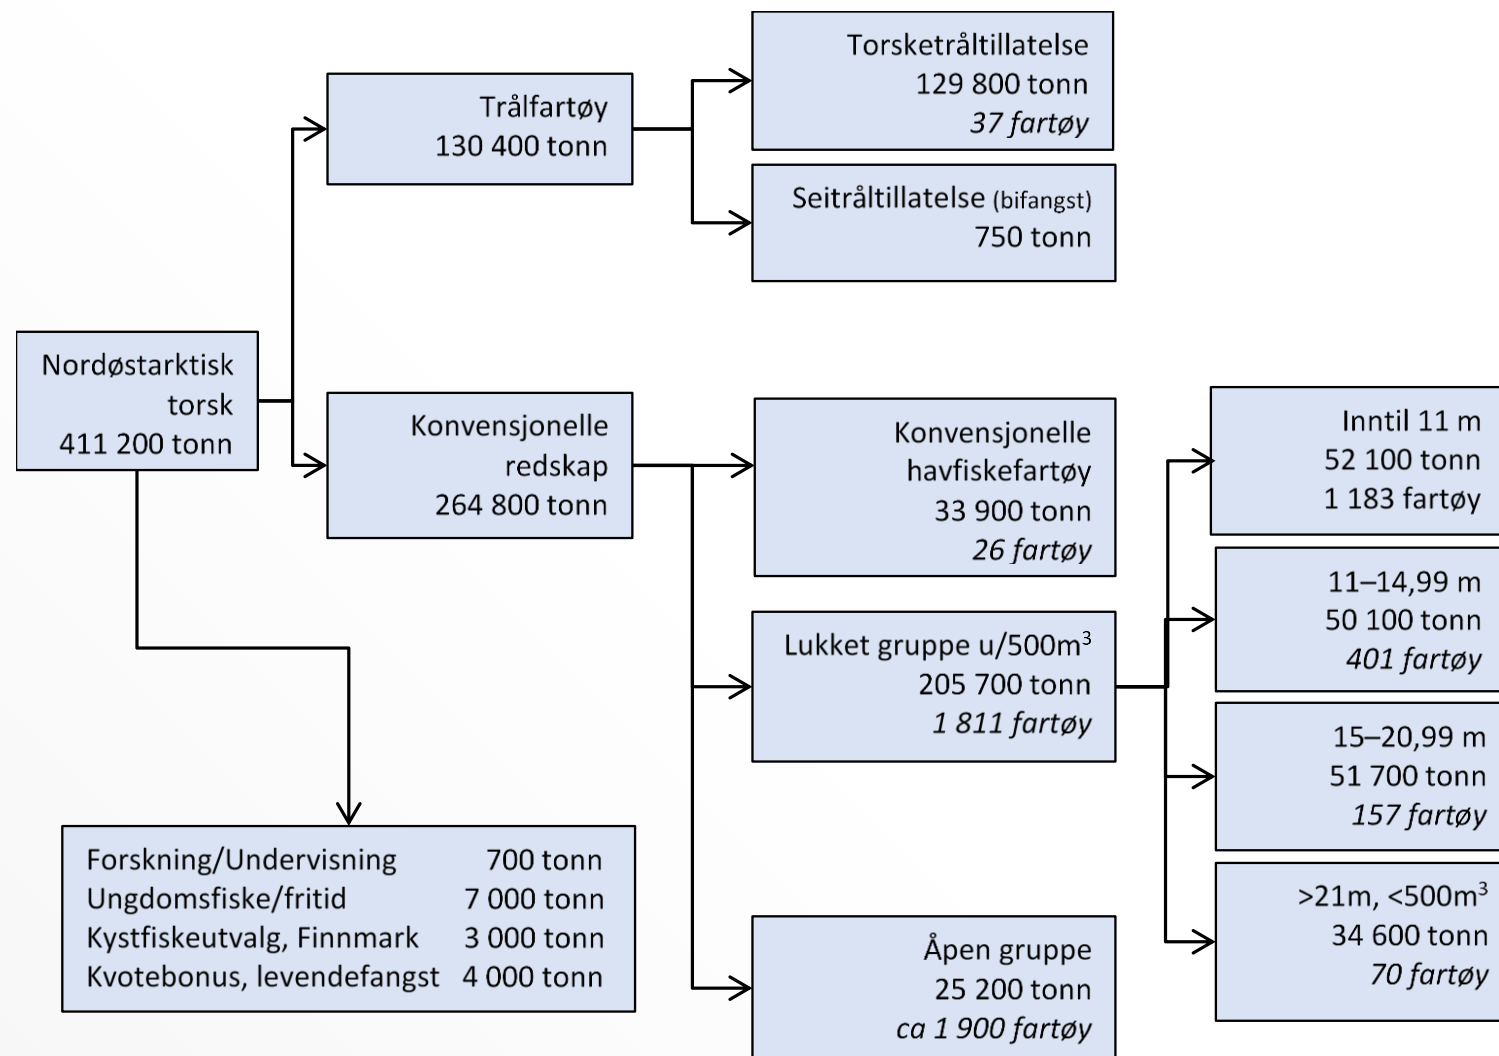 Nordøstarktisk
torsk
411 200 tonn
Trålfartøy
130 400 tonn
Torsketråltillatelse
129 800 tonn
37 fartøy
Seitråltillatelse (bifangst)
750 tonn
Konvensjonelle
redskap
264 800 tonn
Konvensjonelle
havfiskefartøy
33 900 tonn
26 fartøy
Lukket gruppe u/500m³
205 700 tonn
1 811 fartøy
Inntil 11 m
52 100 tonn
1 183 fartøy
11–14,99 m
50 100 tonn
401 fartøy
15–20,99 m
51 700 tonn
157 fartøy
>21m, <500m³
34 600 tonn
70 fartøy
Åpen gruppe
25 200 tonn
ca 1 900 fartøy
Forskning/Undervisning 700 tonn
Ungdomsfiske/fritid 7 000 tonn
Kystfiskeutvalg, Finnmark 3 000 tonn
Kvotebonus, levendefangst 4 000 tonn